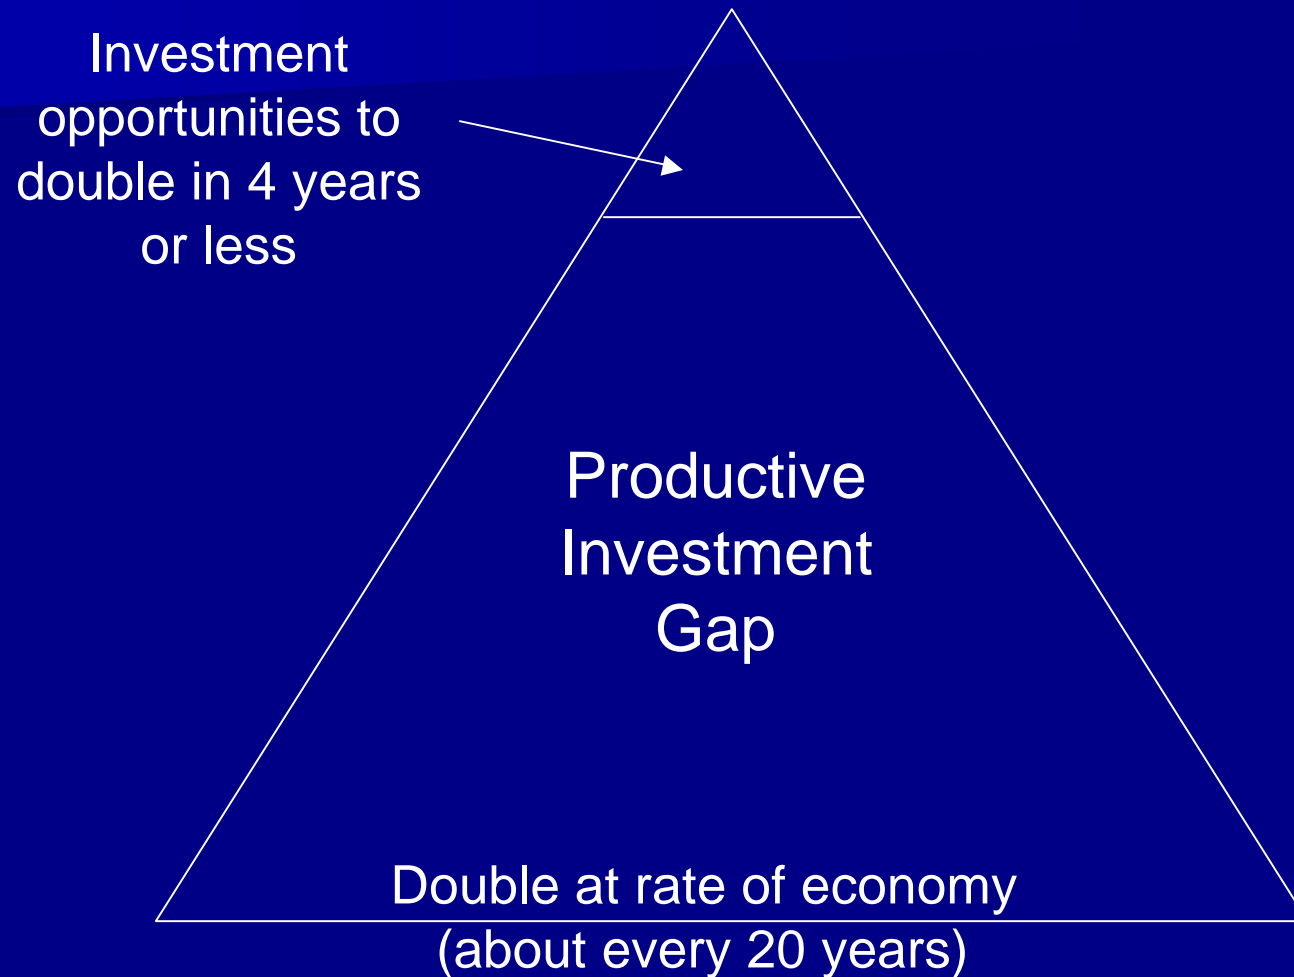 Investment
opportunities to
double in 4 years
or less
Productive
Investment
Gap
Double at rate of economy
(about every 20 years)